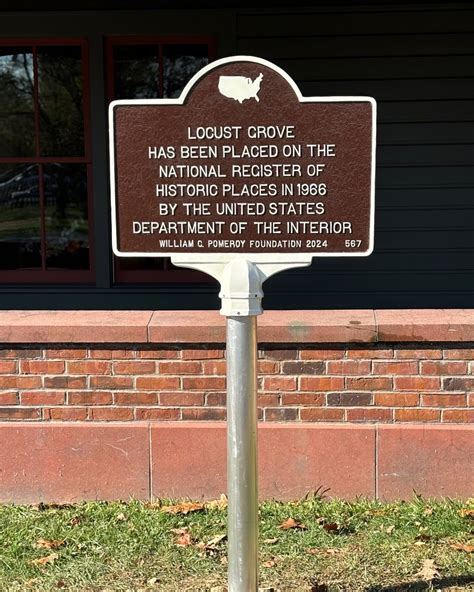 LOCUST GROVE
HAS BEEN PLACED ON THE
NATIONAL REGISTER OF
HISTORIC PLACES IN 1966
BY THE UNITED STATES
DEPARTMENT OF THE INTERIOR
WILLIAM G. POMEROY FOUNDATION 2024 567